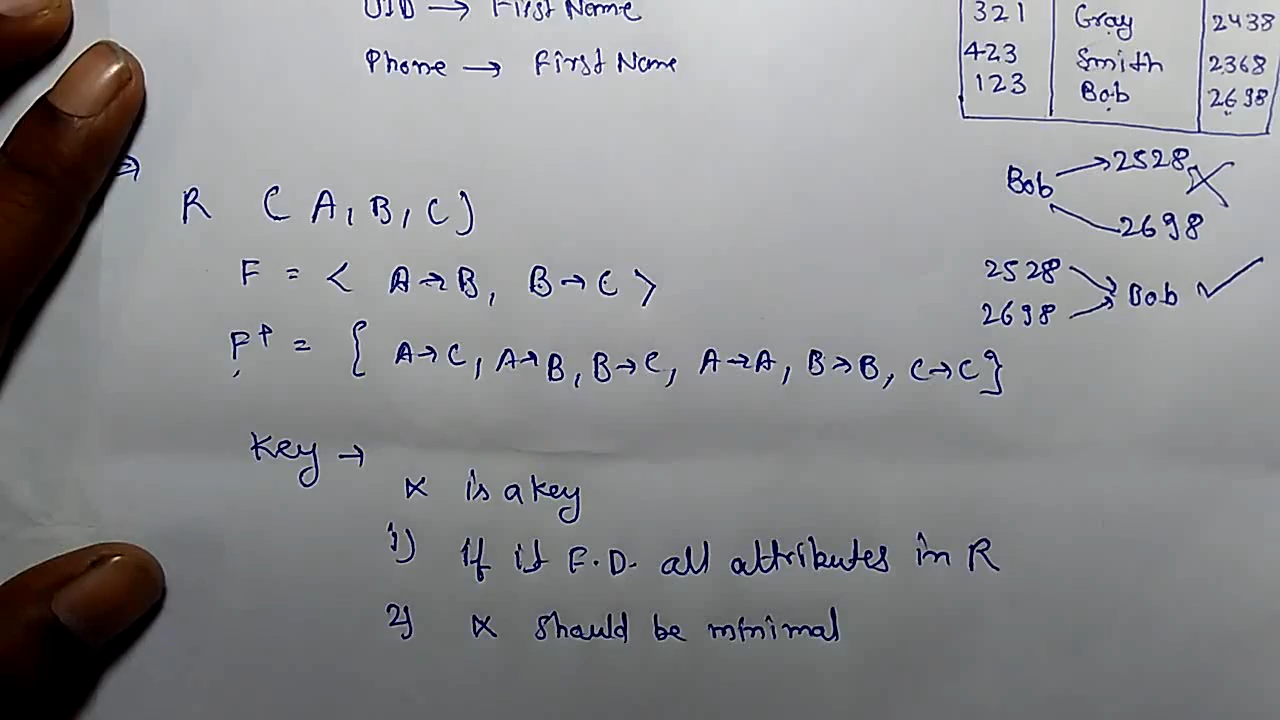 UID → First Name
Phone → First Name
321 Gray 2438
423 Smith 2368
123 Bob 2698
Bob → 2528
2698
2528
2698 → Bob ✓
R ( A, B, C )
F = < A→B, B→C >
F+ = { A→C, A→B, B→C, A→A, B→B, C→C }
Key →
α is a key
1) If it F.D. all attributes in R
2) α should be minimal